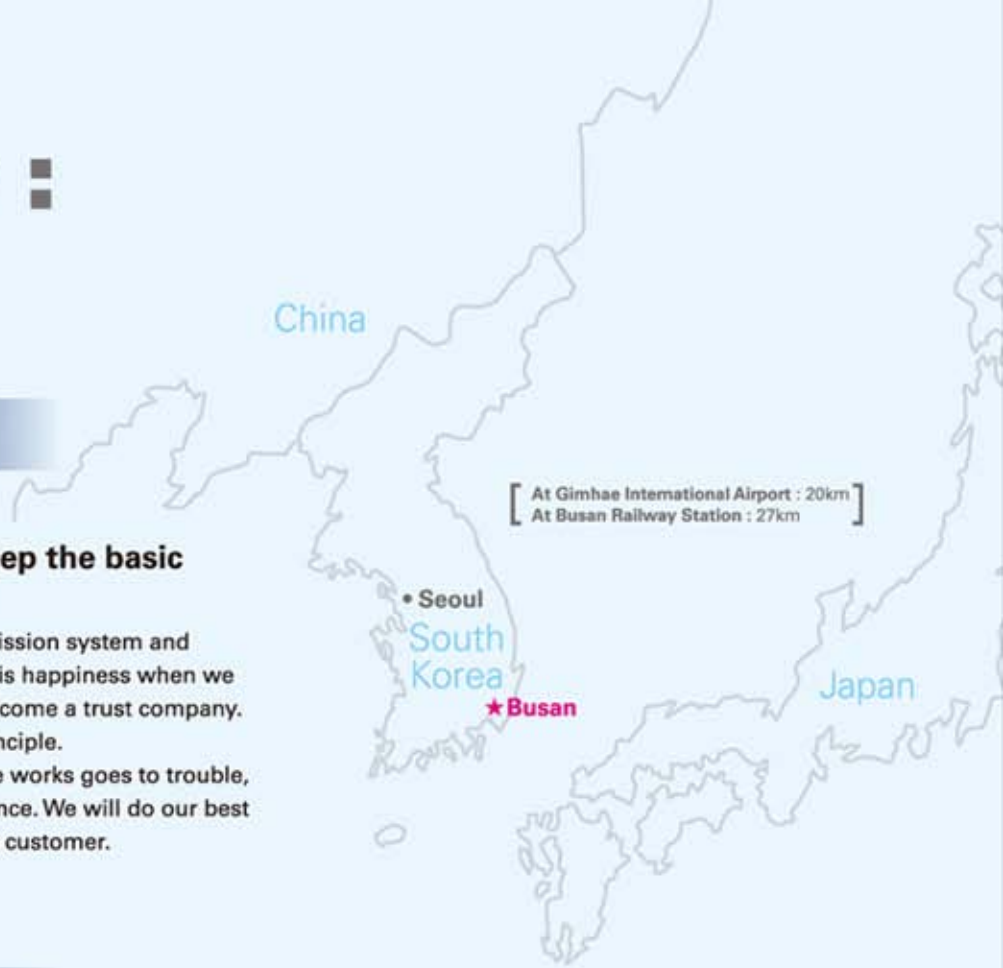 China
[ At Gimhae International Airport : 20km
At Busan Railway Station : 27km ]
ep the basic
• Seoul
South
Korea
★Busan
Japan
ission system and
is happiness when we
come a trust company.
nciple.
e works goes to trouble,
nce. We will do our best
customer.